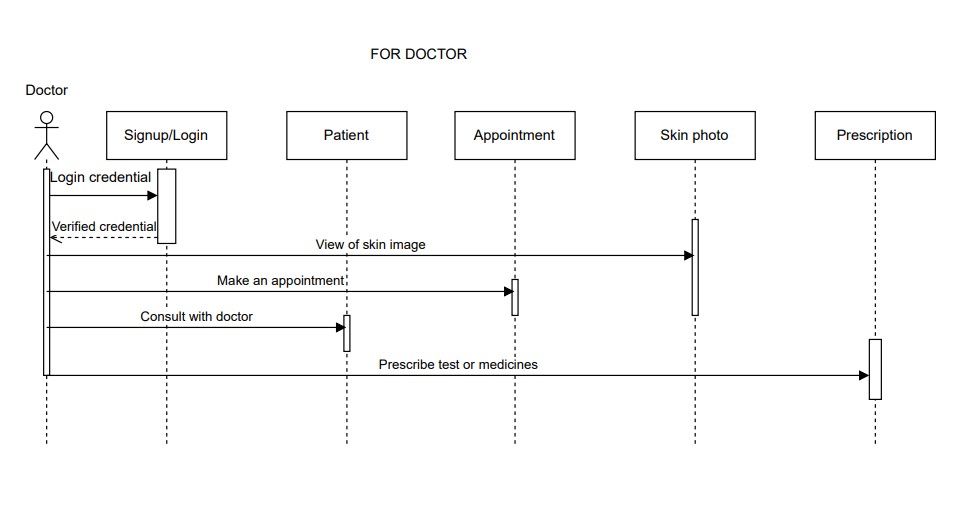 FOR DOCTOR
Doctor
Signup/Login
Patient
Appointment
Skin photo
Prescription
Login credential
Verified credential
View of skin image
Make an appointment
Consult with doctor
Prescribe test or medicines